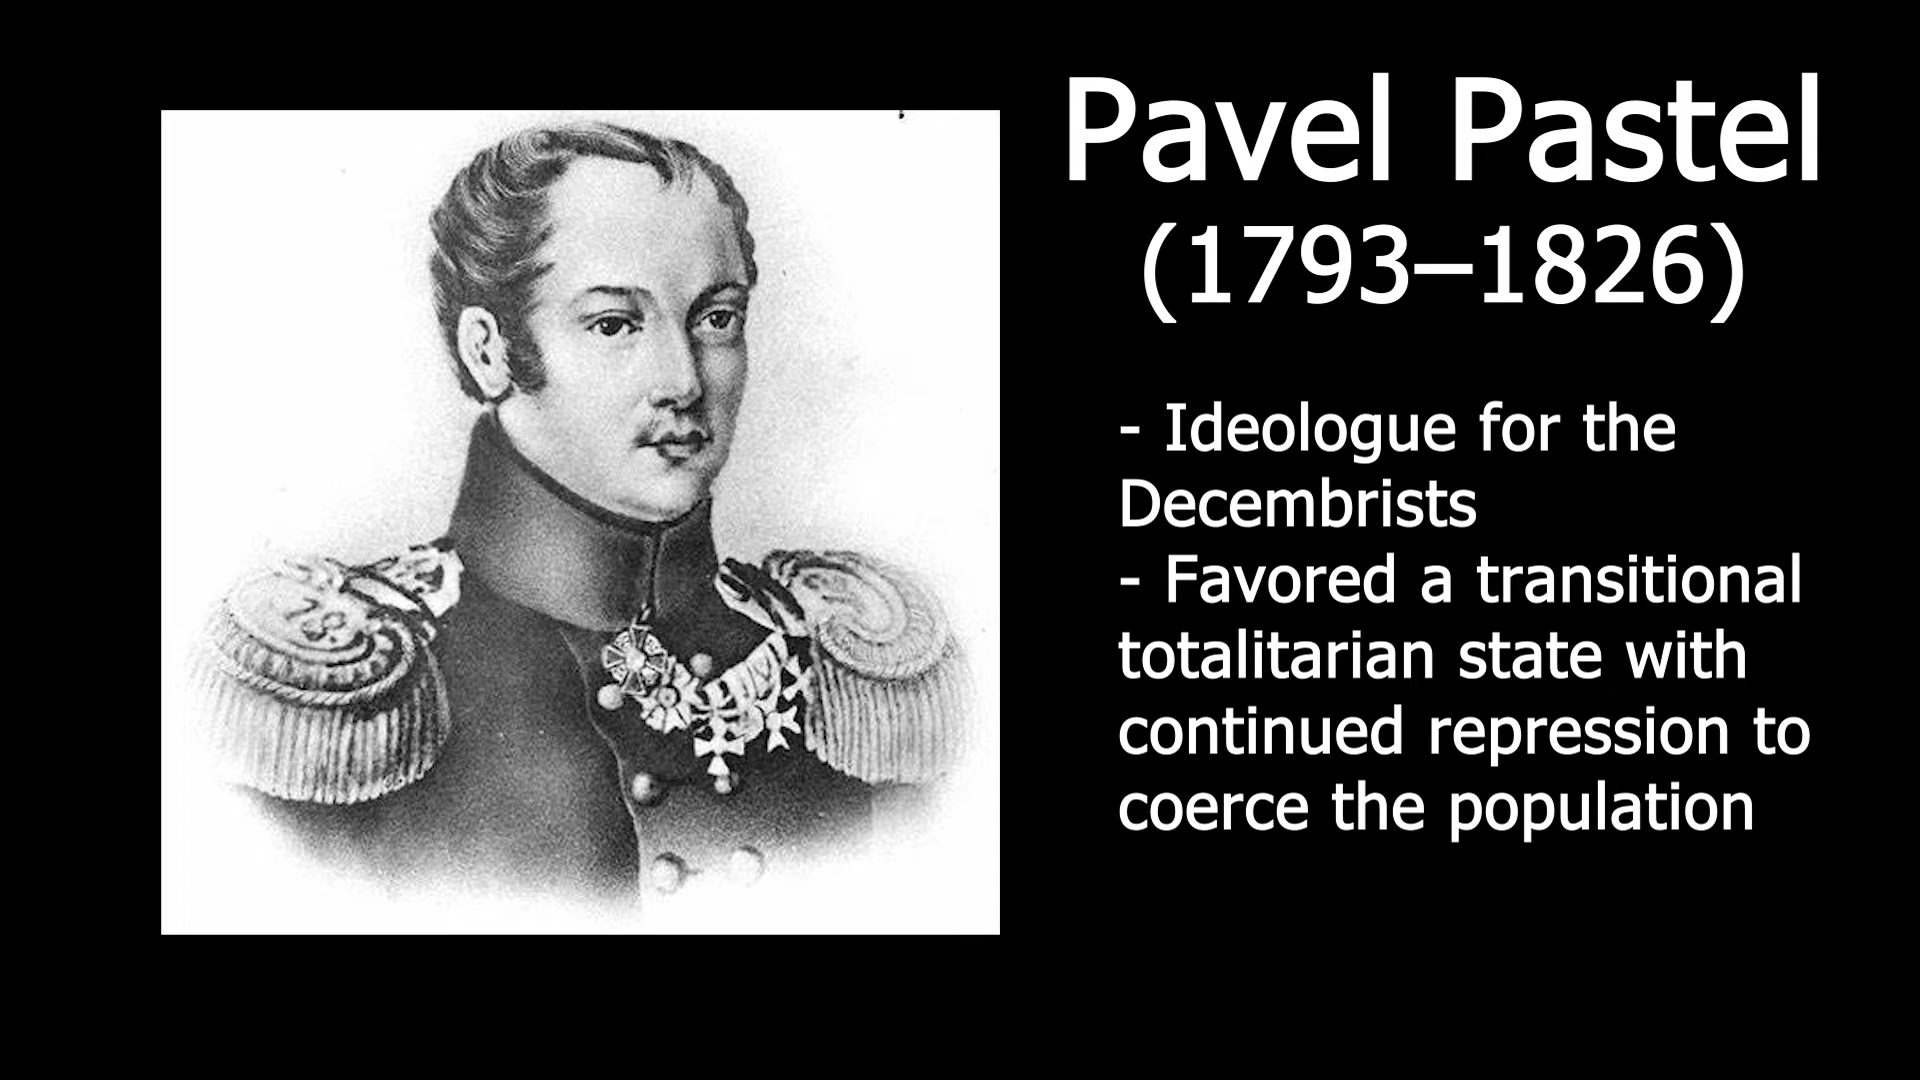 Pavel Pastel
(1793–1826)
- Ideologue for the
Decembrists
- Favored a transitional
totalitarian state with
continued repression to
coerce the population